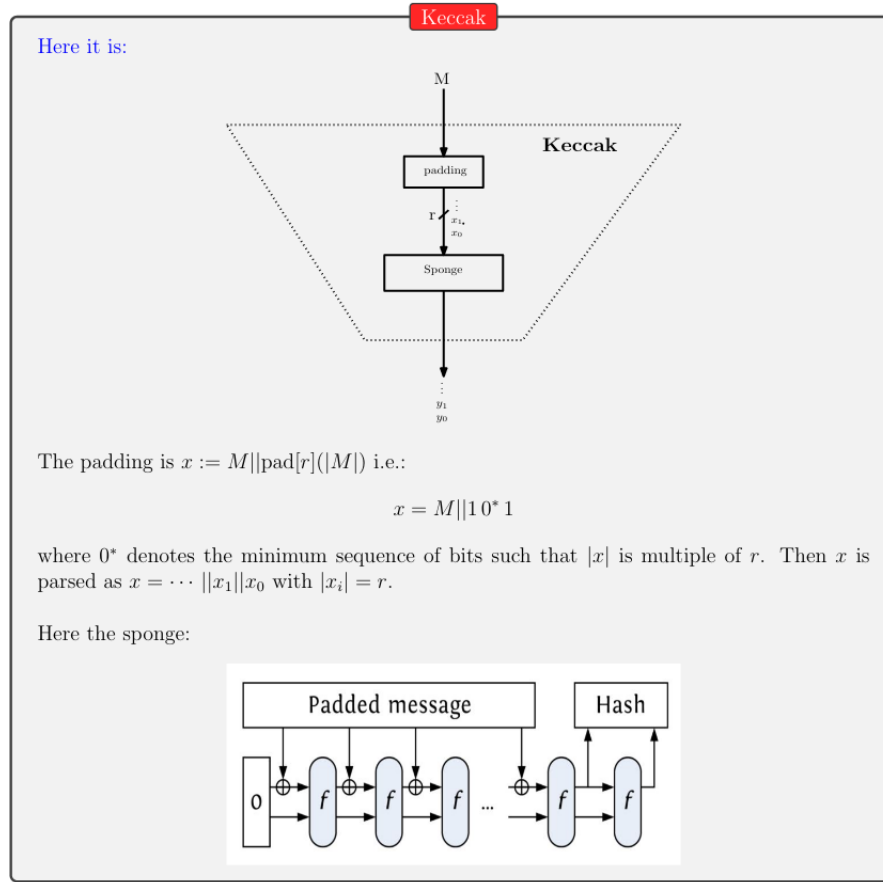 Keccak
Here it is:
M
Keccak
padding
r
⋮
x₁,
x₀
Sponge
⋮
y₁
y₀
The padding is x := M||pad[r](|M|) i.e.:
x = M||1 0* 1
where 0* denotes the minimum sequence of bits such that |x| is multiple of r. Then x is
parsed as x = ⋯ ||x₁||x₀ with |xᵢ| = r.
Here the sponge:
Padded message
Hash
0
f
f
f
...
f
f